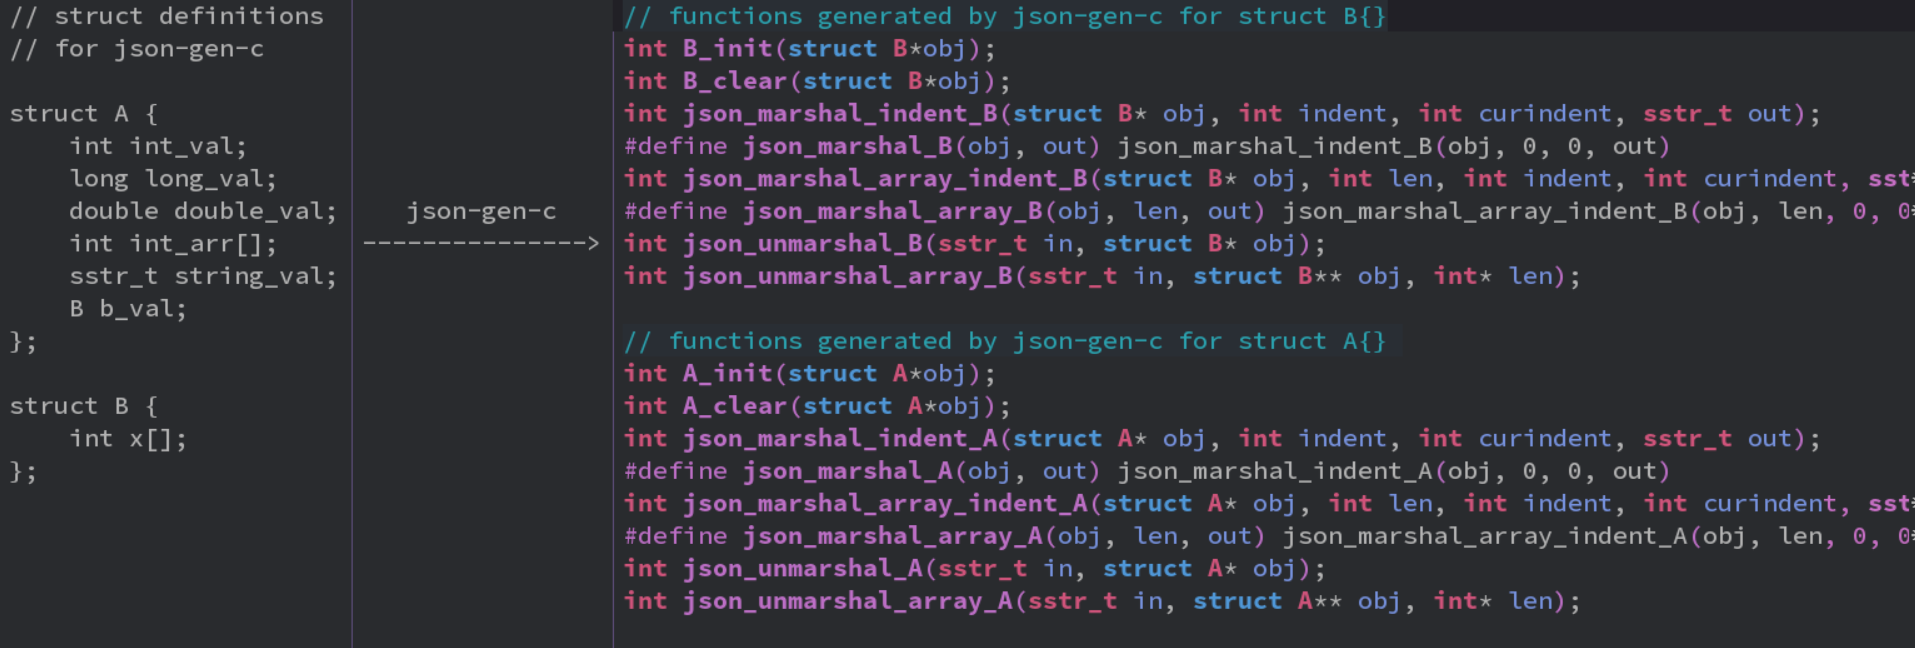 // struct definitions
// for json-gen-c
struct A {
    int int_val;
    long long_val;
    double double_val;
    int int_arr[];
    sstr_t string_val;
    B b_val;
};
struct B {
    int x[];
};
json-gen-c
--------------->
// functions generated by json-gen-c for struct B{}
int B_init(struct B*obj);
int B_clear(struct B*obj);
int json_marshal_indent_B(struct B* obj, int indent, int curindent, sstr_t out);
#define json_marshal_B(obj, out) json_marshal_indent_B(obj, 0, 0, out)
int json_marshal_array_indent_B(struct B* obj, int len, int indent, int curindent, sst
#define json_marshal_array_B(obj, len, out) json_marshal_array_indent_B(obj, len, 0, 0
int json_unmarshal_B(sstr_t in, struct B* obj);
int json_unmarshal_array_B(sstr_t in, struct B** obj, int* len);
// functions generated by json-gen-c for struct A{}
int A_init(struct A*obj);
int A_clear(struct A*obj);
int json_marshal_indent_A(struct A* obj, int indent, int curindent, sstr_t out);
#define json_marshal_A(obj, out) json_marshal_indent_A(obj, 0, 0, out)
int json_marshal_array_indent_A(struct A* obj, int len, int indent, int curindent, sst
#define json_marshal_array_A(obj, len, out) json_marshal_array_indent_A(obj, len, 0, 0
int json_unmarshal_A(sstr_t in, struct A* obj);
int json_unmarshal_array_A(sstr_t in, struct A** obj, int* len);